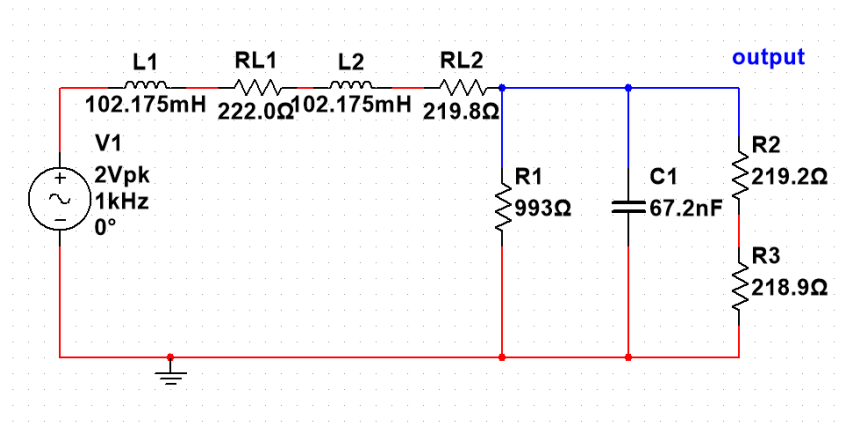 output
L1
RL1
L2
RL2
102.175mH
222.0Ω
102.175mH
219.8Ω
V1
2Vpk
1kHz
0°
R1
993Ω
C1
67.2nF
R2
219.2Ω
R3
218.9Ω